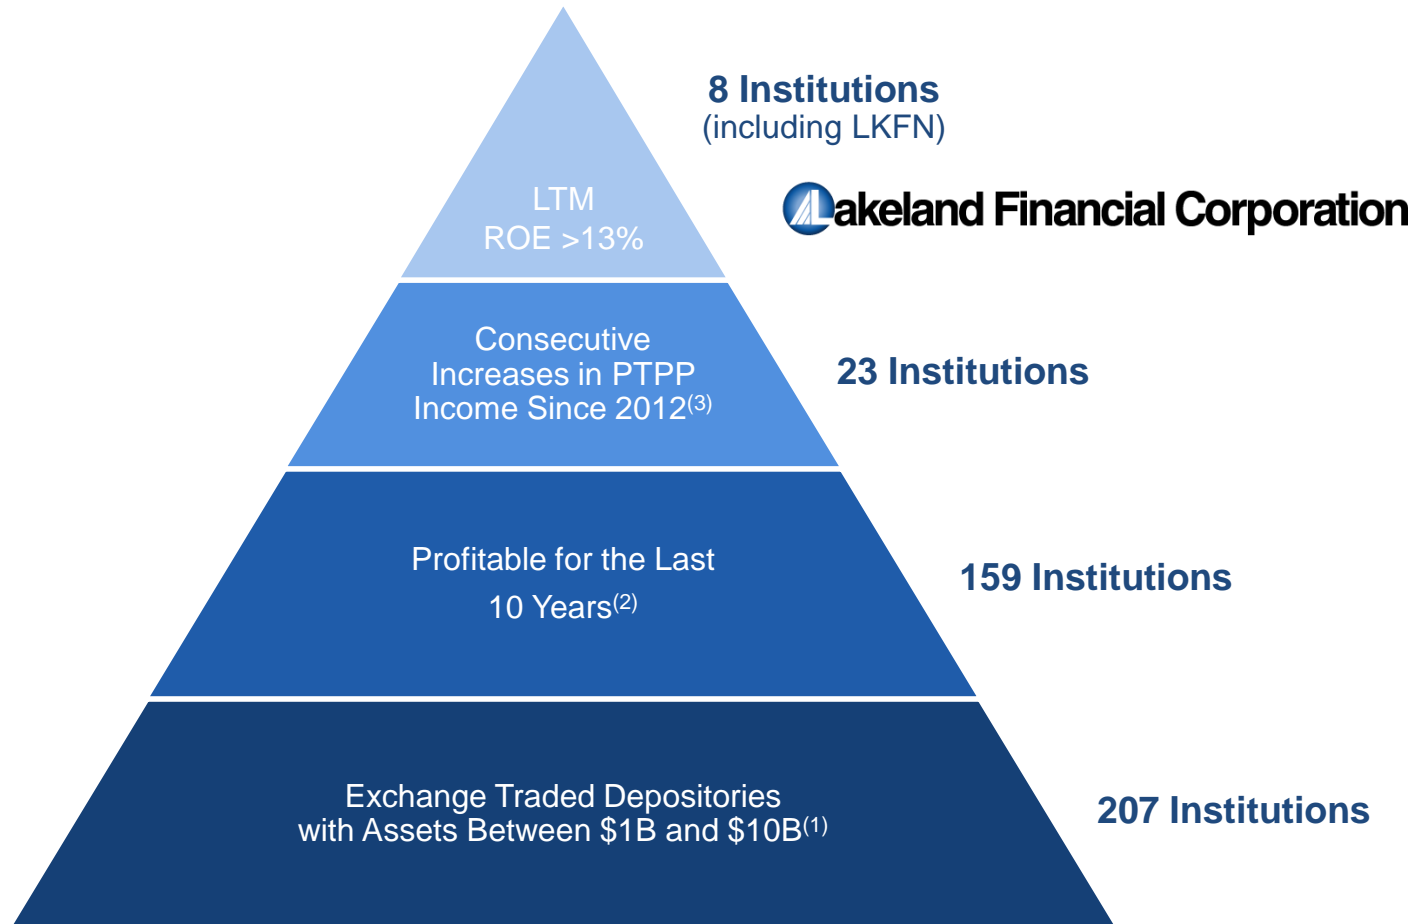 8 Institutions
(including LKFN)
LTM
ROE >13%
Lakeland Financial Corporation
Consecutive
Increases in PTPP
Income Since 2012(3)
23 Institutions
Profitable for the Last
10 Years(2)
159 Institutions
Exchange Traded Depositories
with Assets Between $1B and $10B(1)
207 Institutions